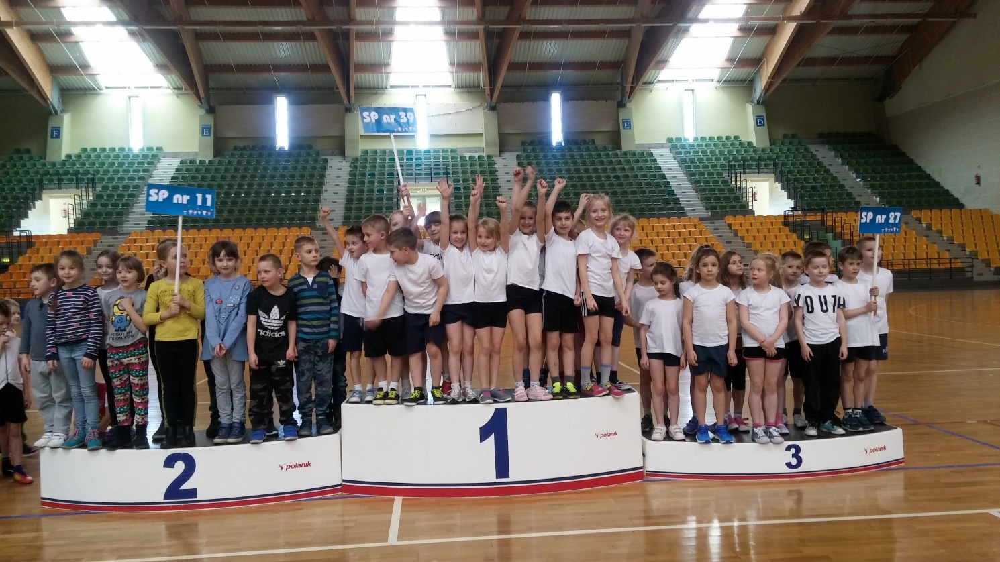 F
E
SP nr 39
E
D
SP nr 11
SP nr 27
adidas
YOUTH
2
polanik
1
polanik
3
polanik